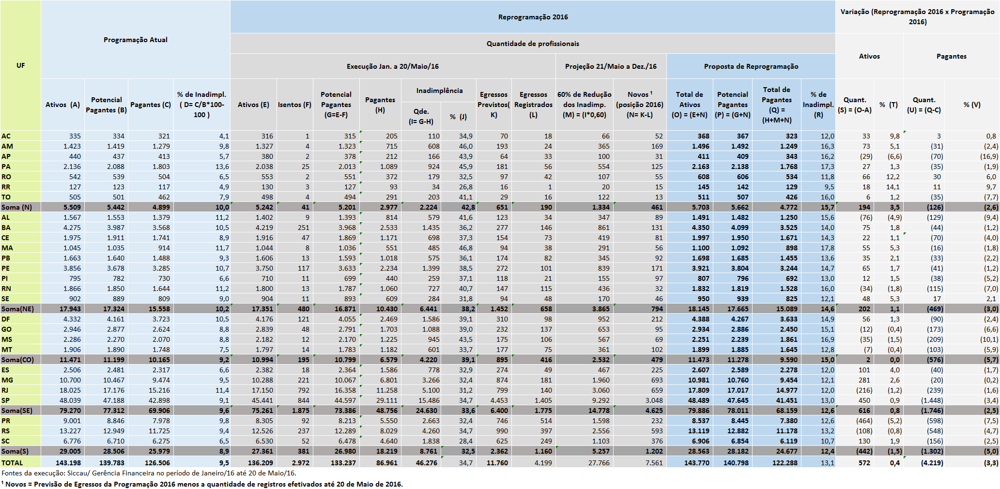 UF
Programação Atual
Reprogramação 2016
Variação (Reprogramação 2016 x Programação 2016)
Quantidade de profissionais
Ativos
Pagantes
Execução Jan. a 20/Maio/16
Projeção 21/Maio a Dez./16
Proposta de Reprogramação
Ativos (A)
Potencial Pagantes (B)
Pagantes (C)
% de Inadimpl. ( D= C/B*100-100 )
Ativos (E)
Isentos (F)
Potencial Pagantes (G=E-F)
Pagantes (H)
Inadimplência
Qde. (I= G-H)
% (J)
Egressos Previstos( K)
Egressos Registrados (L)
60% de Redução dos Inadimp. (M) = (I*0,60)
Novos ¹ (posição 2016) (N= K-L)
Total de Ativos (O) = (E+N)
Potencial Pagantes (P) = (G+N)
Total de Pagantes (Q) = (H+M+N)
% de Inadimpl. (R)
Quant. (S) = (O-A)
% (T)
Quant. (U) = (Q-C)
% (V)
AC 335 334 321 4,1 316 1 315 205 110 34,9 70 18 66 52 368 367 323 12,0 33 9,8 3 0,8
AM 1.423 1.419 1.279 9,8 1.327 4 1.323 715 608 46,0 193 24 365 169 1.496 1.492 1.249 16,3 73 5,1 (31) (2,4)
AP 440 437 413 5,7 380 2 378 212 166 43,9 64 33 100 31 411 409 343 16,2 (29) (6,6) (70) (16,9)
PA 2.136 2.088 1.803 13,6 2.038 25 2.013 1.089 924 45,9 181 56 554 125 2.163 2.138 1.768 17,3 27 1,3 (35) (1,9)
RO 542 539 504 6,5 553 2 551 372 179 32,5 97 42 107 55 608 606 534 11,8 66 12,2 30 6,0
RR 127 123 117 4,9 130 3 127 93 34 26,8 16 1 20 15 145 142 129 9,5 18 14,1 11 9,7
TO 505 501 462 7,9 498 4 494 291 203 41,1 29 16 122 13 511 507 426 16,0 6 1,2 (35) (7,7)
Soma (N) 5.509 5.442 4.899 10,0 5.242 41 5.201 2.977 2.224 42,8 651 190 1.334 461 5.703 5.662 4.772 15,7 194 3,5 (126) (2,6)
AL 1.567 1.553 1.379 11,2 1.402 9 1.393 814 579 41,6 123 34 347 89 1.491 1.482 1.250 15,6 (76) (4,9) (129) (9,4)
BA 4.275 3.987 3.568 10,5 4.219 251 3.968 2.533 1.435 36,2 277 146 861 131 4.350 4.099 3.525 14,0 75 1,8 (44) (1,2)
CE 1.975 1.911 1.741 8,9 1.916 47 1.869 1.171 698 37,3 154 73 419 81 1.997 1.950 1.671 14,3 22 1,1 (70) (4,0)
MA 1.045 1.035 914 11,7 1.044 8 1.036 551 485 46,8 94 38 291 56 1.100 1.092 898 17,8 55 5,3 (16) (1,8)
PB 1.663 1.640 1.488 9,3 1.606 13 1.593 1.018 575 36,1 174 82 345 92 1.698 1.685 1.455 13,6 35 2,1 (33) (2,2)
PE 3.856 3.678 3.285 10,7 3.750 117 3.633 2.234 1.399 38,5 272 101 839 171 3.921 3.804 3.244 14,7 65 1,7 (41) (1,2)
PI 795 782 730 6,6 710 11 699 440 259 37,1 118 21 155 97 807 796 692 13,0 12 1,5 (38) (5,2)
RN 1.866 1.850 1.644 11,2 1.800 13 1.787 1.060 727 40,7 147 115 436 32 1.832 1.819 1.528 16,0 (34) (1,8) (115) (7,0)
SE 902 889 809 9,0 904 11 893 609 284 31,8 94 48 170 46 950 939 825 12,1 48 5,3 17 2,1
Soma(NE) 17.943 17.324 15.558 10,2 17.351 480 16.871 10.430 6.441 38,2 1.452 658 3.865 794 18.145 17.665 15.089 14,6 202 1,1 (469) (3,0)
DF 4.332 4.161 3.723 10,5 4.176 121 4.055 2.469 1.586 39,1 310 98 952 212 4.388 4.267 3.633 14,9 56 1,3 (90) (2,4)
GO 2.946 2.877 2.624 8,8 2.839 48 2.791 1.703 1.088 39,0 232 137 653 95 2.934 2.886 2.450 15,1 (12) (0,4) (173) (6,6)
MS 2.286 2.270 2.070 8,8 2.182 12 2.170 1.225 945 43,5 175 106 567 69 2.251 2.239 1.861 16,9 (35) (1,5) (209) (10,1)
MT 1.906 1.890 1.748 7,5 1.797 14 1.783 1.182 601 33,7 177 75 361 102 1.899 1.885 1.645 12,8 (7) (0,4) (103) (5,9)
Soma(CO) 11.471 11.199 10.165 9,2 10.994 195 10.799 6.579 4.220 39,1 895 416 2.532 479 11.473 11.278 9.590 15,0 2 0,0 (576) (5,7)
ES 2.506 2.481 2.317 6,6 2.382 18 2.364 1.586 778 32,9 274 49 467 225 2.607 2.589 2.278 12,0 101 4,0 (40) (1,7)
MG 10.700 10.467 9.474 9,5 10.288 221 10.067 6.801 3.266 32,4 874 181 1.960 693 10.981 10.760 9.454 12,1 281 2,6 (20) (0,2)
RJ 18.025 17.176 15.216 11,4 17.150 792 16.358 11.258 5.100 31,2 799 140 3.060 659 17.809 17.017 14.977 12,0 (216) (1,2) (239) (1,6)
SP 48.039 47.188 42.898 9,1 45.441 844 44.597 29.111 15.486 34,7 4.453 1.405 9.292 3.048 48.489 47.645 41.451 13,0 450 0,9 (1.448) (3,4)
Soma(SE) 79.270 77.312 69.906 9,6 75.261 1.875 73.386 48.756 24.630 33,6 6.400 1.775 14.778 4.625 79.886 78.011 68.159 12,6 616 0,8 (1.746) (2,5)
PR 9.001 8.846 7.978 9,8 8.305 92 8.213 5.550 2.663 32,4 746 514 1.598 232 8.537 8.445 7.380 12,6 (464) (5,2) (598) (7,5)
RS 13.227 12.949 11.725 9,4 12.526 237 12.289 8.029 4.260 34,7 990 397 2.556 593 13.119 12.882 11.178 13,2 (108) (0,8) (548) (4,7)
SC 6.776 6.710 6.275 6,5 6.530 52 6.478 4.640 1.838 28,4 625 249 1.103 376 6.906 6.854 6.119 10,7 130 1,9 (156) (2,5)
Soma(S) 29.005 28.506 25.979 8,9 27.361 381 26.980 18.219 8.761 32,5 2.362 1.160 5.257 1.202 28.563 28.182 24.677 12,4 (442) (1,5) (1.302) (5,0)
TOTAL 143.198 139.783 126.506 9,5 136.209 2.972 133.237 86.961 46.276 34,7 11.760 4.199 27.766 7.561 143.770 140.798 122.288 13,1 572 0,4 (4.219) (3,3)
Fontes da execução: Siccau/ Gerência Financeira no período de Janeiro/16 até 20 de Maio/16.
¹ Novos = Previsão de Egressos da Programação 2016 menos a quantidade de registros efetivados até 20 de Maio de 2016.